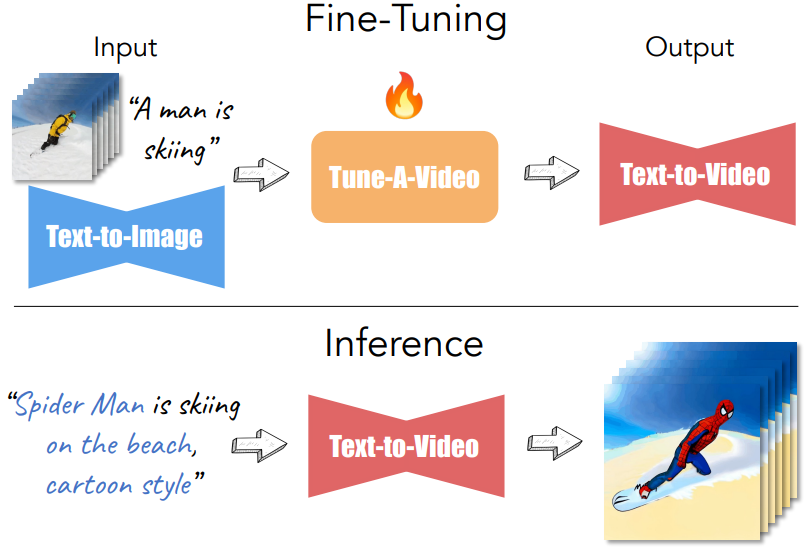 Fine-Tuning
Input
Output
“A man is
skiing”
Tune-A-Video
Text-to-Video
Text-to-Image
Inference
“Spider Man is skiing
on the beach,
cartoon style”
Text-to-Video